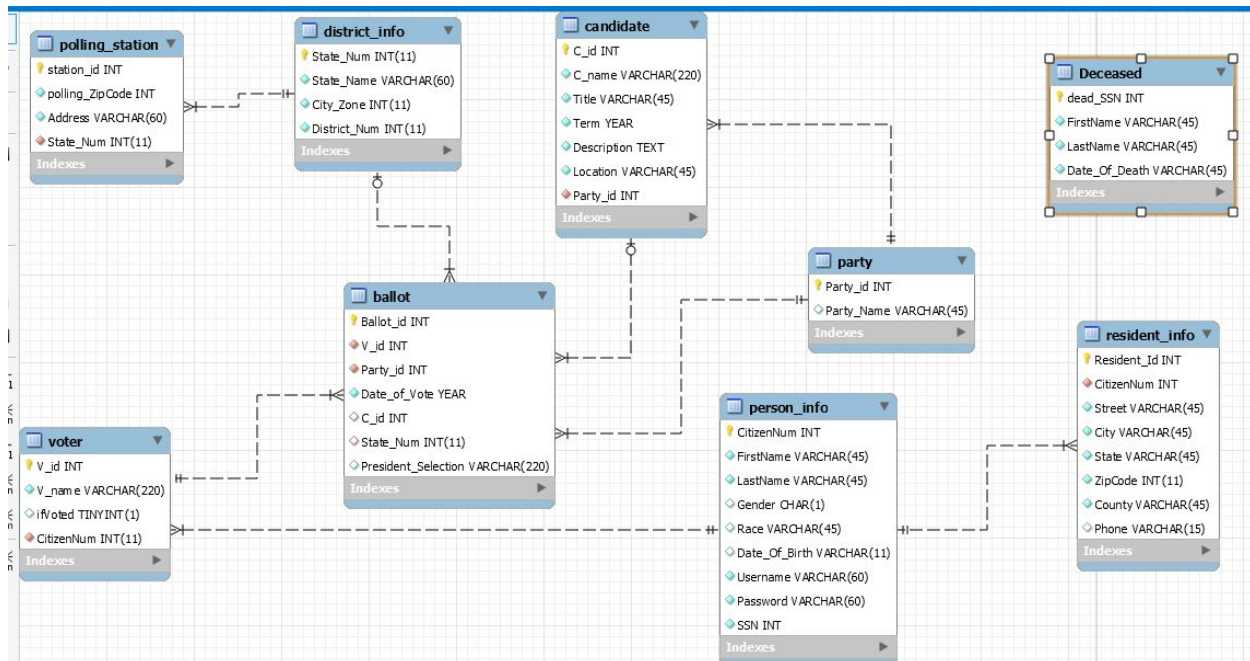 polling_station
station_id INT
polling_ZipCode INT
Address VARCHAR(60)
State_Num INT(11)
Indexes
district_info
State_Num INT(11)
State_Name VARCHAR(60)
City_Zone INT(11)
District_Num INT(11)
Indexes
candidate
C_id INT
C_name VARCHAR(220)
Title VARCHAR(45)
Term YEAR
Description TEXT
Location VARCHAR(45)
Party_id INT
Indexes
Deceased
dead_SSN INT
FirstName VARCHAR(45)
LastName VARCHAR(45)
Date_Of_Death VARCHAR(45)
Indexes
party
Party_id INT
Party_Name VARCHAR(45)
Indexes
ballot
Ballot_id INT
V_id INT
Party_id INT
Date_of_Vote YEAR
C_id INT
State_Num INT(11)
President_Selection VARCHAR(220)
Indexes
resident_info
Resident_Id INT
CitizenNum INT
Street VARCHAR(45)
City VARCHAR(45)
State VARCHAR(45)
ZipCode INT(11)
County VARCHAR(45)
Phone VARCHAR(15)
Indexes
voter
V_id INT
V_name VARCHAR(220)
ifVoted TINYINT(1)
CitizenNum INT(11)
Indexes
person_info
CitizenNum INT
FirstName VARCHAR(45)
LastName VARCHAR(45)
Gender CHAR(1)
Race VARCHAR(45)
Date_Of_Birth VARCHAR(11)
Username VARCHAR(60)
Password VARCHAR(60)
SSN INT
Indexes